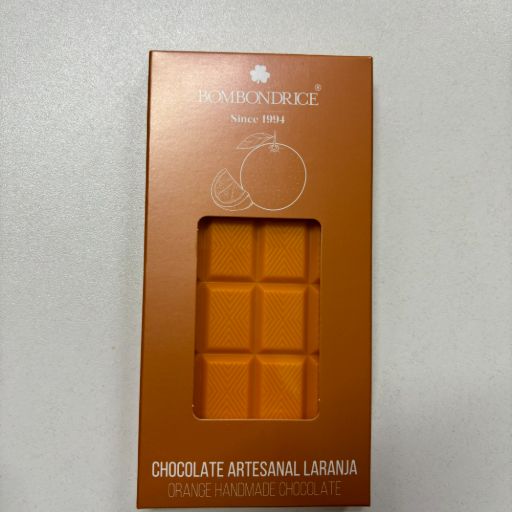 BOMBONDRICE®
Since 1994
CHOCOLATE ARTESANAL LARANJA
ORANGE HANDMADE CHOCOLATE